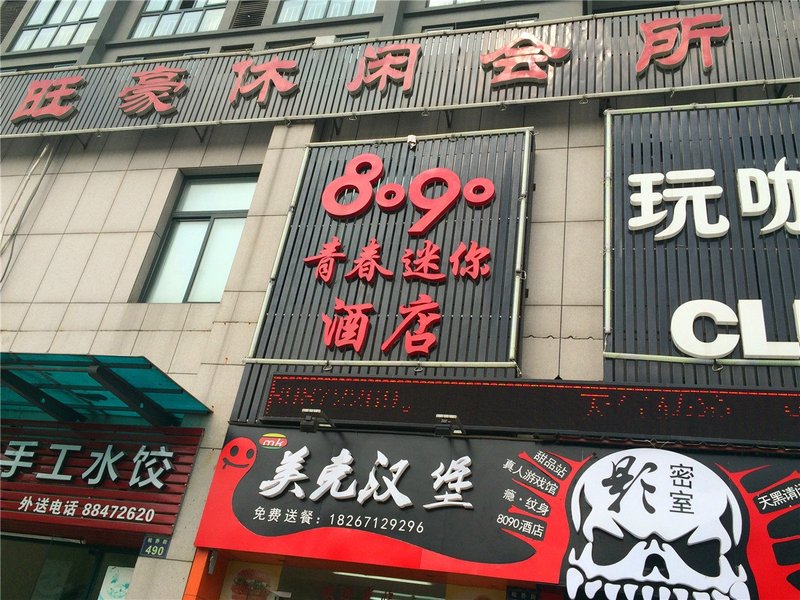 旺豪休闲会所
8090
青春迷你
酒店
玩咖
CL
手工水饺
外送电话 88472620
490
mk
美克汉堡
免费送餐：18267129296
甜品站
真人游戏馆
瘾·纹身
8090酒店
影
密室
天黑请